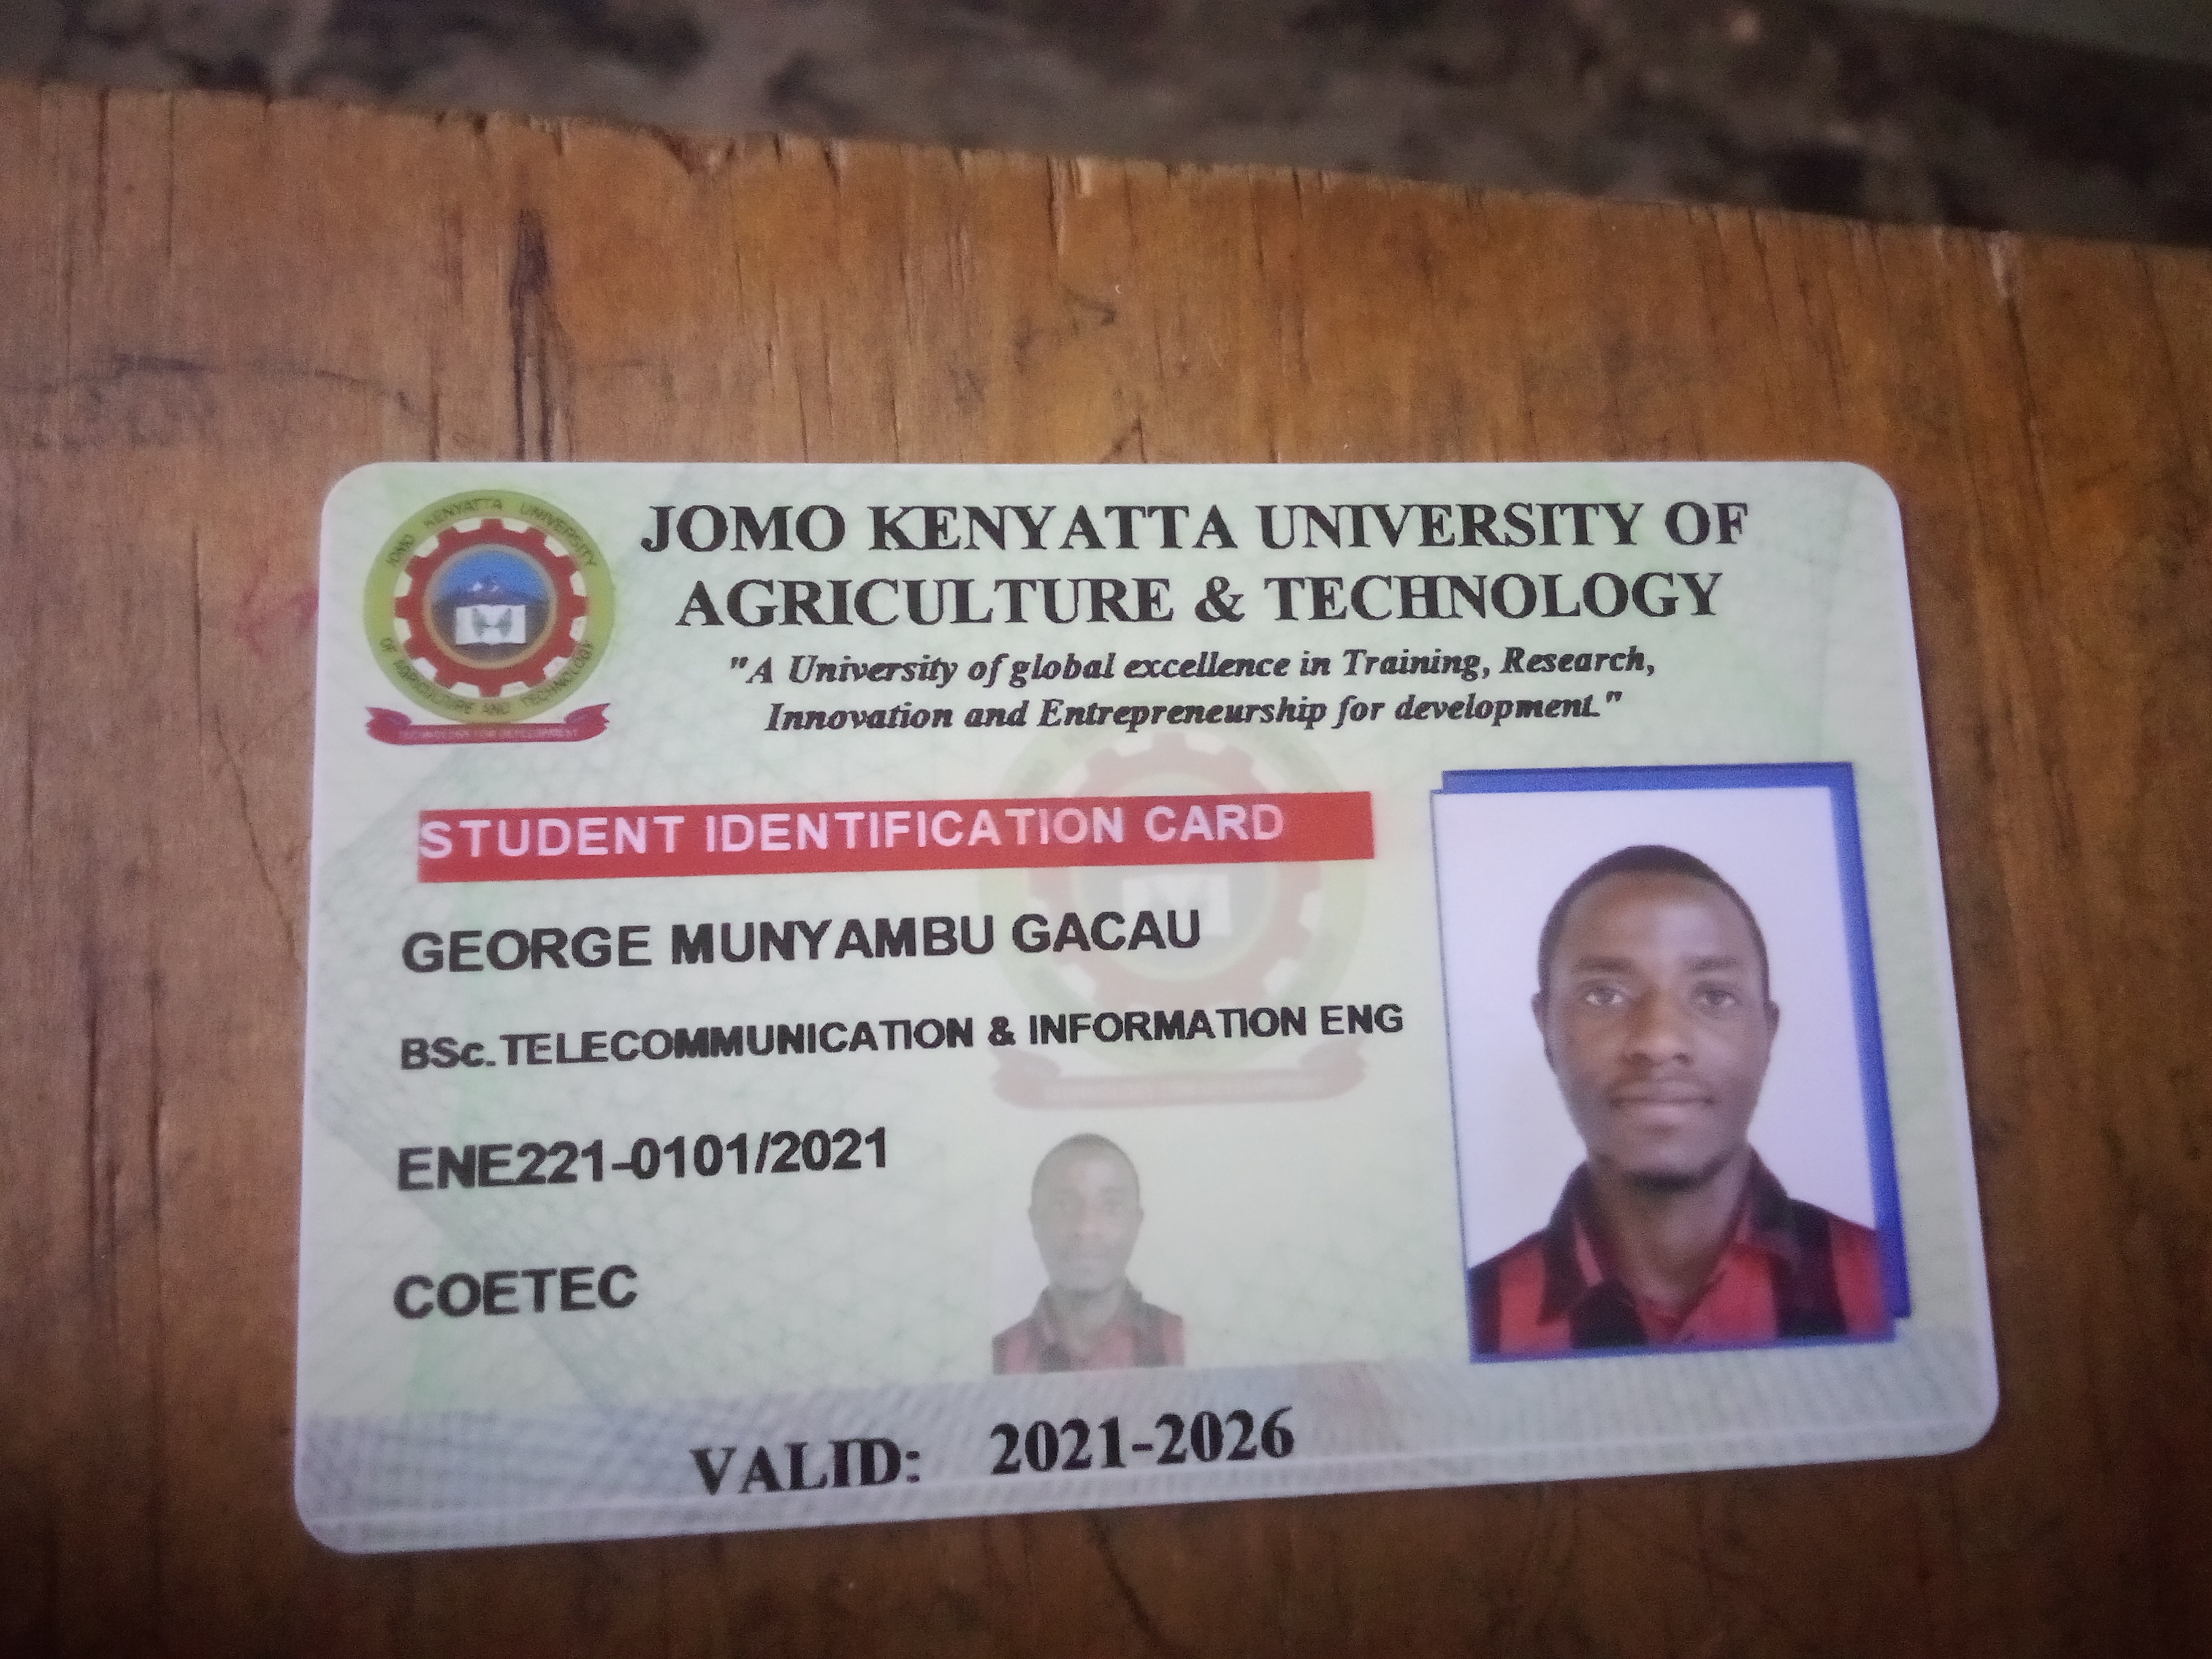 JOMO KENYATTA UNIVERSITY OF
AGRICULTURE & TECHNOLOGY
"A University of global excellence in Training, Research,
Innovation and Entrepreneurship for development."
JOMO KENYATTA UNIVERSITY
OF AGRICULTURE AND TECHNOLOGY
TECHNOLOGY FOR DEVELOPMENT
STUDENT IDENTIFICATION CARD
GEORGE MUNYAMBU GACAU
BSc.TELECOMMUNICATION & INFORMATION ENG
ENE221-0101/2021
COETEC
VALID: 2021-2026